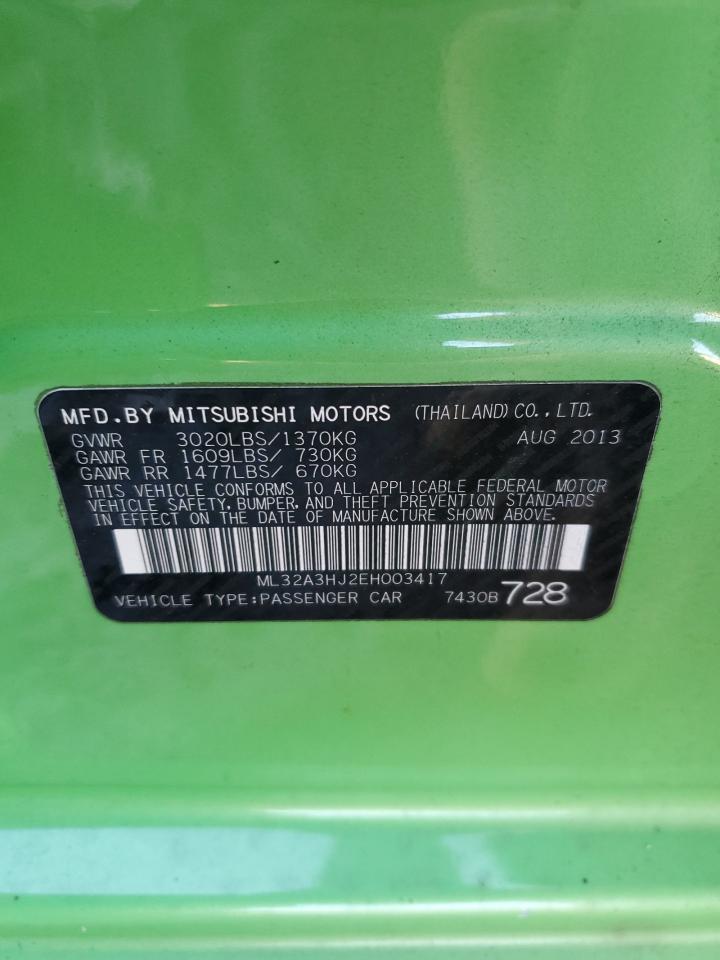 MFD.BY MITSUBISHI MOTORS (THAILAND) CO., LTD.
GVWR 3020LBS/1370KG AUG 2013
GAWR FR 1609LBS/ 730KG
GAWR RR 1477LBS/ 670KG
THIS VEHICLE CONFORMS TO ALL APPLICABLE FEDERAL MOTOR
VEHICLE SAFETY, BUMPER, AND THEFT PREVENTION STANDARDS
IN EFFECT ON THE DATE OF MANUFACTURE SHOWN ABOVE.
ML32A3HJ2EH003417
VEHICLE TYPE:PASSENGER CAR 7430B 728